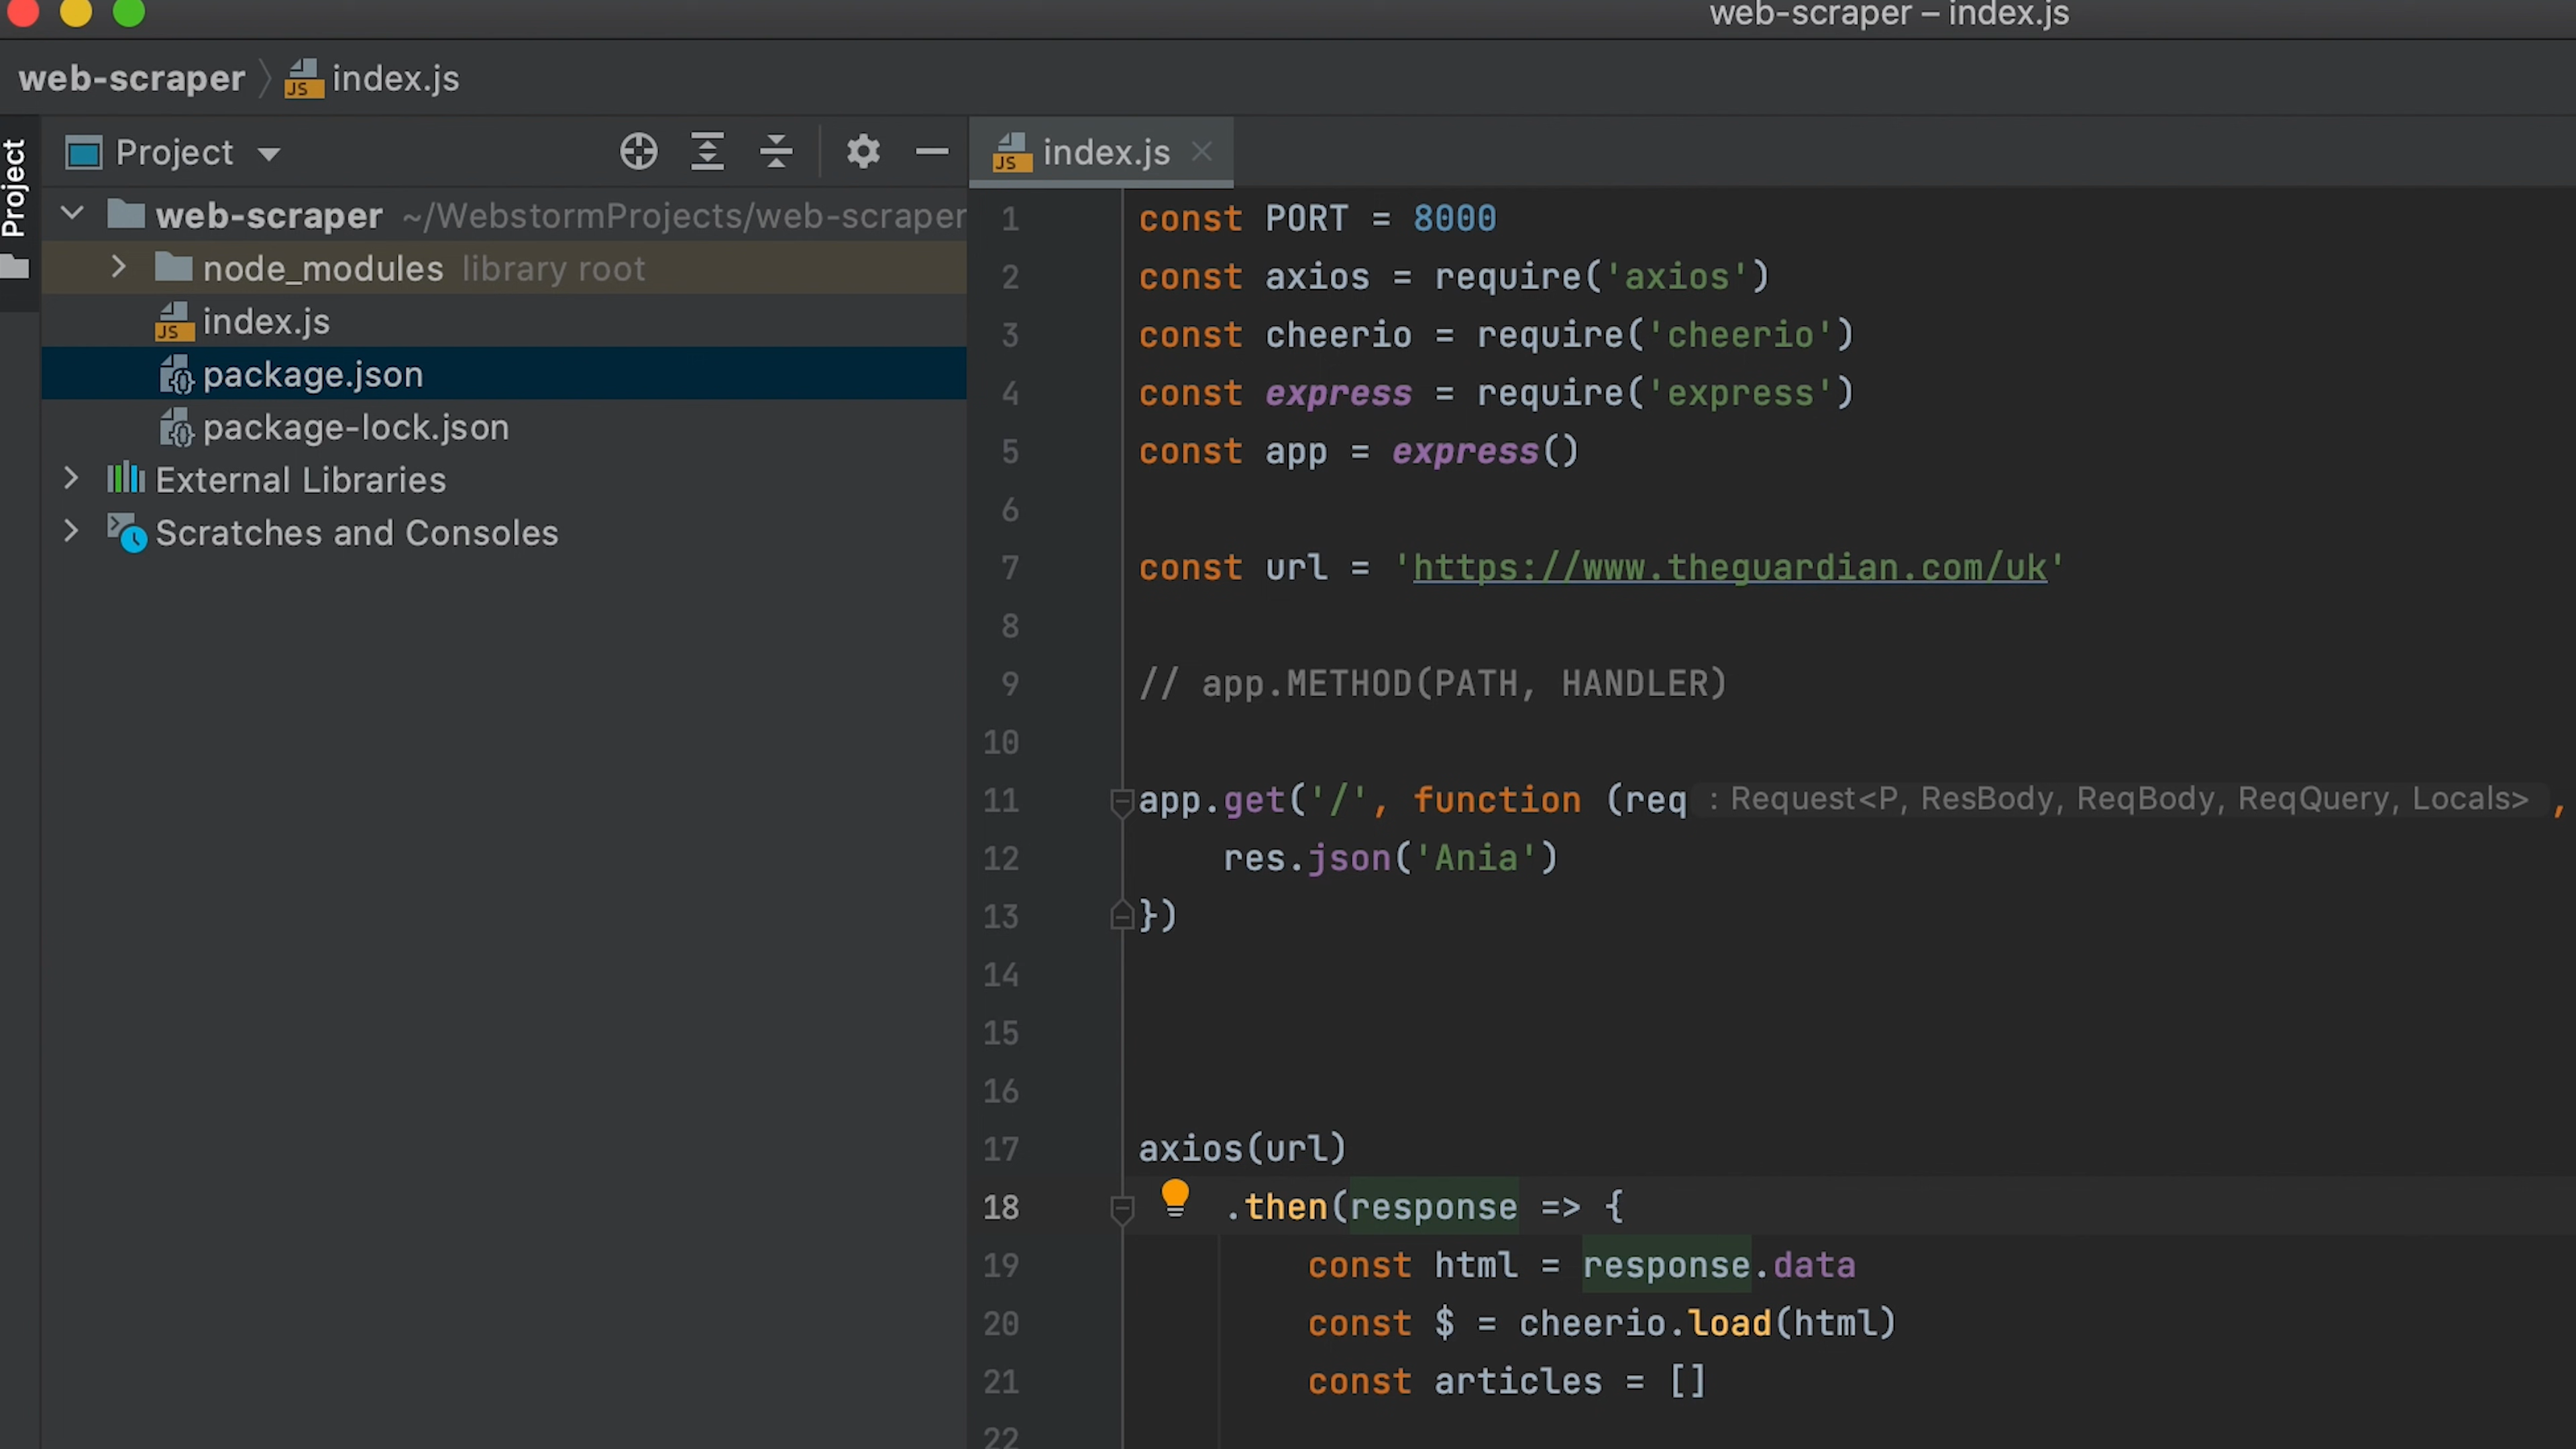 web-scraper – index.js
web-scraper 〉 JS index.js
Project
Project
web-scraper ~/WebstormProjects/web-scraper
node_modules library root
JS index.js
package.json
package-lock.json
External Libraries
Scratches and Consoles
JS index.js ×
1 const PORT = 8000
2 const axios = require('axios')
3 const cheerio = require('cheerio')
4 const express = require('express')
5 const app = express()
6
7 const url = 'https://www.theguardian.com/uk'
8
9 // app.METHOD(PATH, HANDLER)
10
11 app.get('/', function (req : Request<P, ResBody, ReqBody, ReqQuery, Locals> ,
12 res.json('Ania')
13 })
14
15
16
17 axios(url)
18 .then(response => {
19 const html = response.data
20 const $ = cheerio.load(html)
21 const articles = []
22